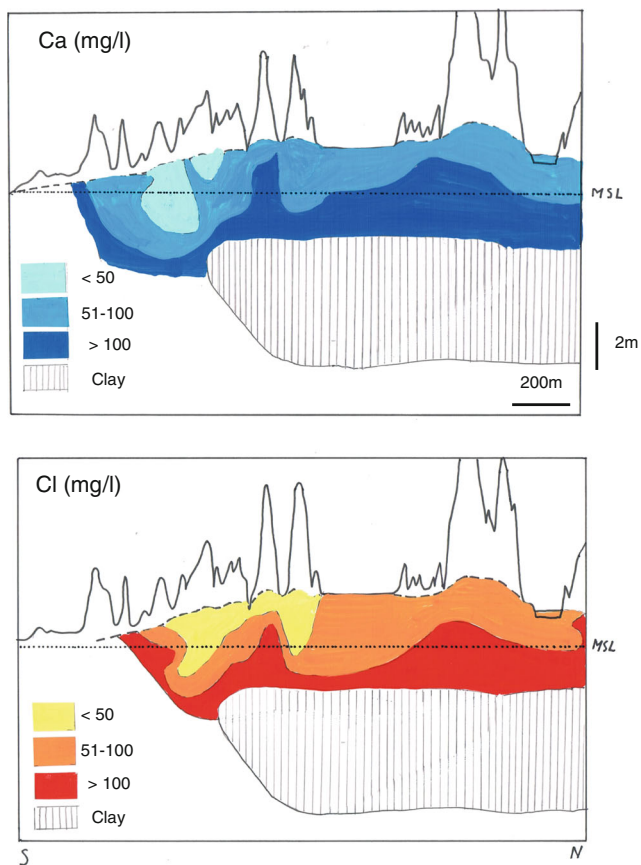 Ca (mg/l)
MSL
< 50
51-100
> 100
Clay
2m
200m
Cl (mg/l)
MSL
< 50
51-100
> 100
Clay
S
N